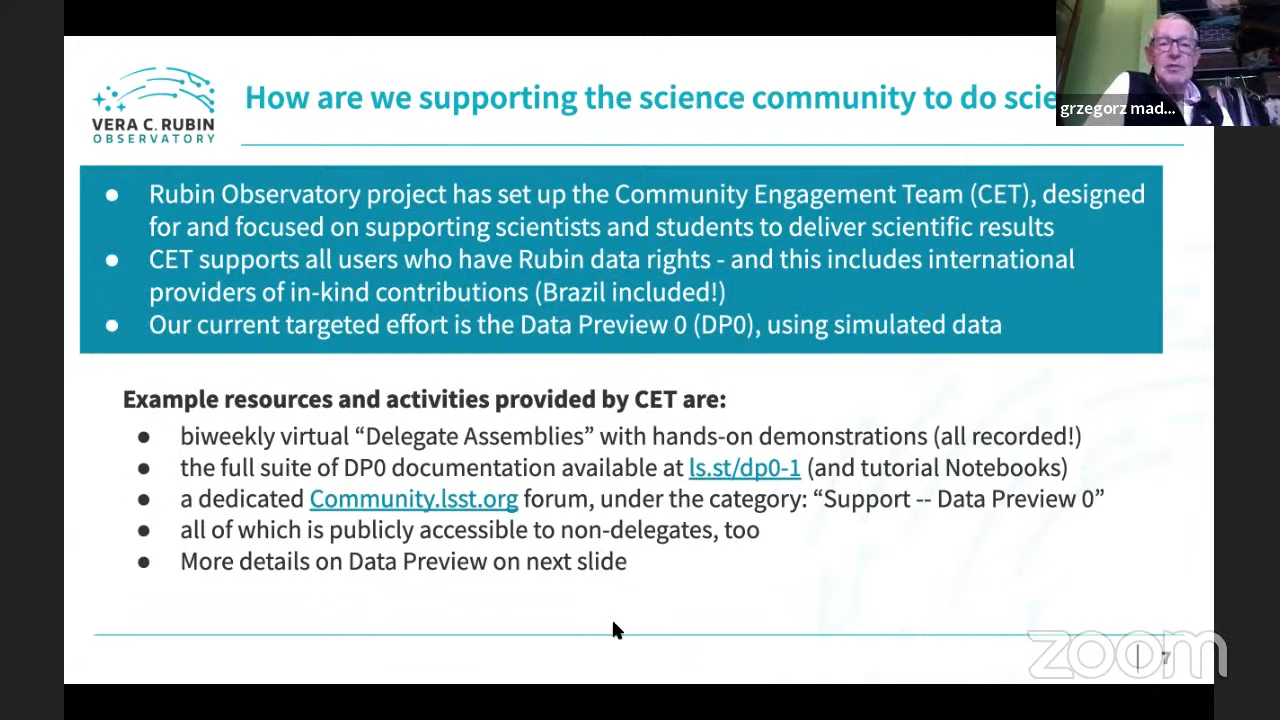 How are we supporting the science community to do scie
grzegorz mad...
VERA C. RUBIN
OBSERVATORY
● Rubin Observatory project has set up the Community Engagement Team (CET), designed
for and focused on supporting scientists and students to deliver scientific results
● CET supports all users who have Rubin data rights - and this includes international
providers of in-kind contributions (Brazil included!)
● Our current targeted effort is the Data Preview 0 (DP0), using simulated data
Example resources and activities provided by CET are:
● biweekly virtual “Delegate Assemblies” with hands-on demonstrations (all recorded!)
● the full suite of DP0 documentation available at ls.st/dp0-1 (and tutorial Notebooks)
● a dedicated Community.lsst.org forum, under the category: “Support -- Data Preview 0”
● all of which is publicly accessible to non-delegates, too
● More details on Data Preview on next slide
zoom
7